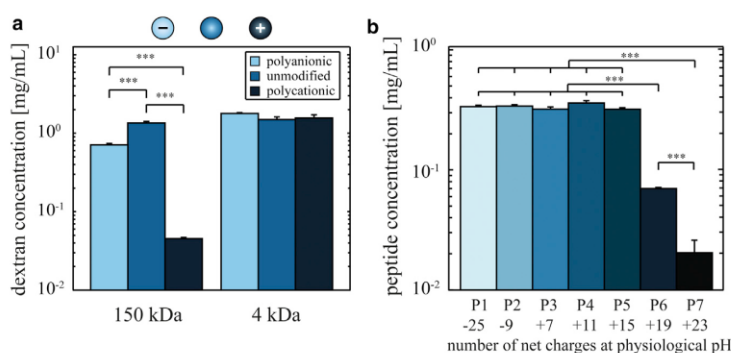 a
− +
dextran concentration [mg/mL]
10^1
10^0
10^-1
10^-2
***
***
***
polyanionic
unmodified
polycationic
150 kDa 4 kDa
b
peptide concentration [mg/mL]
10^0
10^-1
10^-2
***
***
***
P1 P2 P3 P4 P5 P6 P7
-25 -9 +7 +11 +15 +19 +23
number of net charges at physiological pH